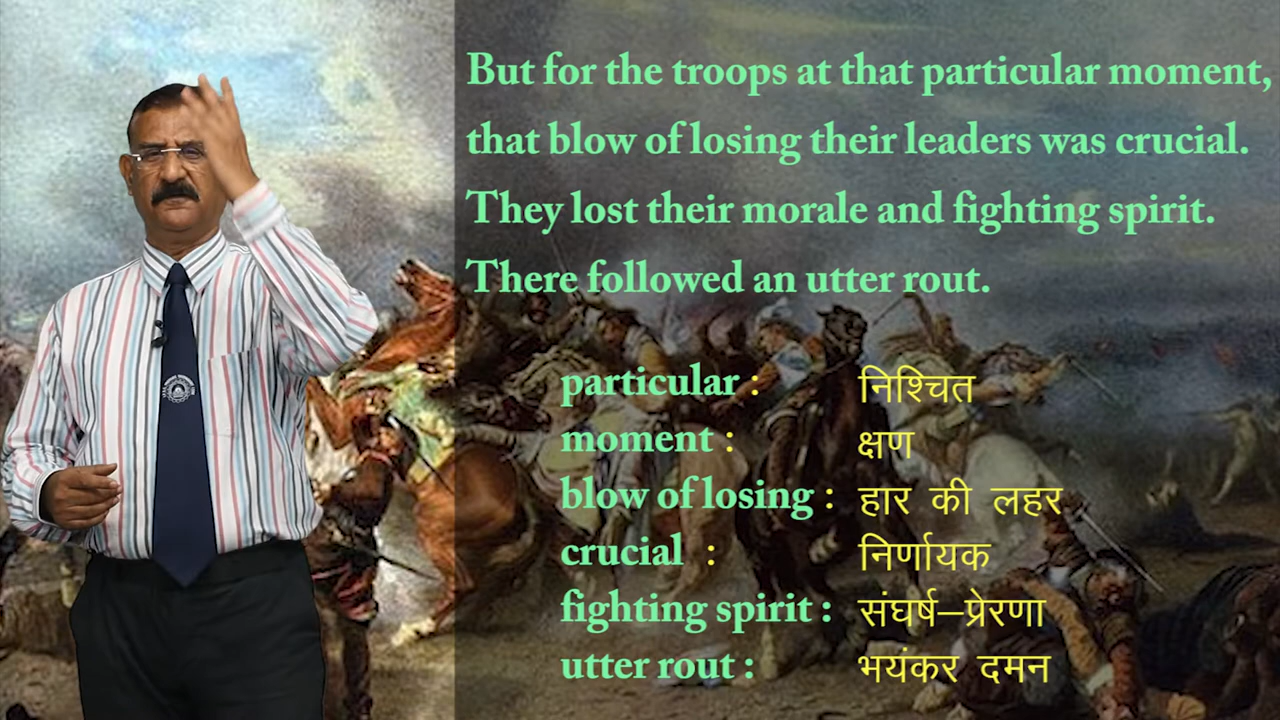 But for the troops at that particular moment,
that blow of losing their leaders was crucial.
They lost their morale and fighting spirit.
There followed an utter rout.
particular : निश्चित
moment : क्षण
blow of losing : हार की लहर
crucial : निर्णायक
fighting spirit : संघर्ष–प्रेरणा
utter rout : भयंकर दमन